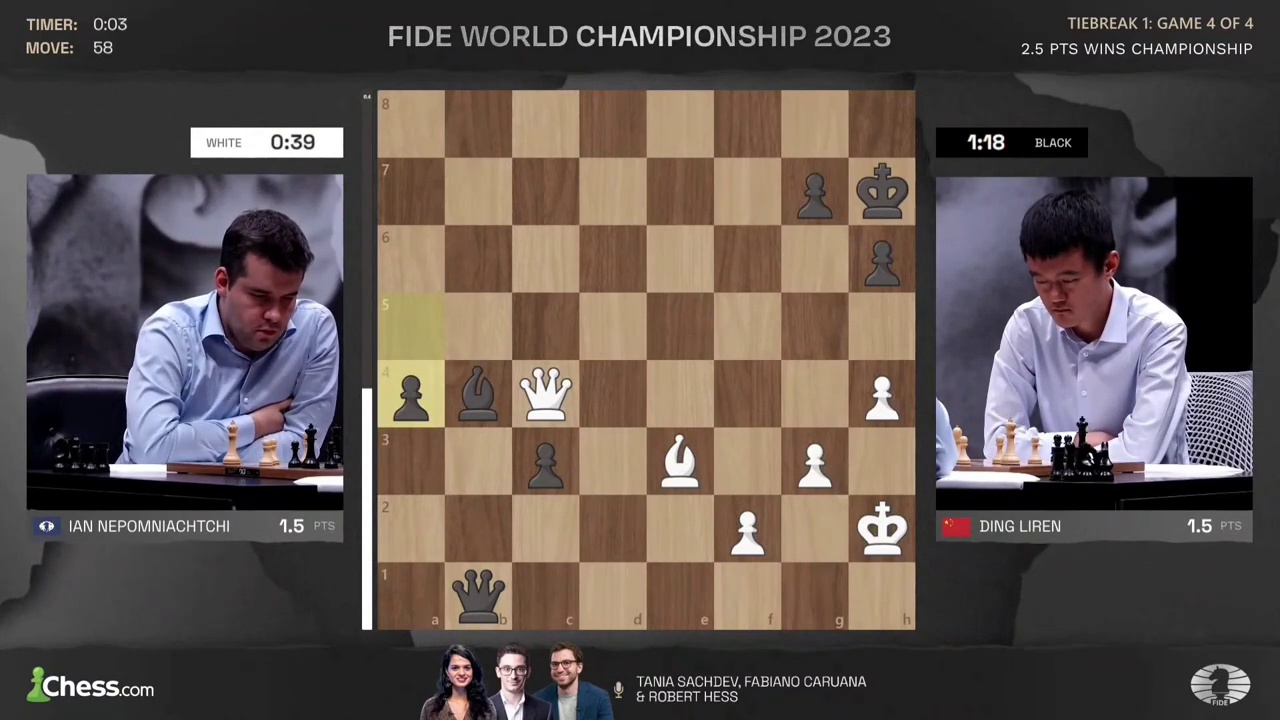 TIMER: 0:03
MOVE: 58
FIDE WORLD CHAMPIONSHIP 2023
TIEBREAK 1: GAME 4 OF 4
2.5 PTS WINS CHAMPIONSHIP
WHITE 0:39
1:18 BLACK
0.4
8
7
6
5
4
3
2
1
a b c d e f g h
IAN NEPOMNIACHTCHI 1.5 PTS
DING LIREN 1.5 PTS
Chess.com
TANIA SACHDEV, FABIANO CARUANA
& ROBERT HESS
FIDE